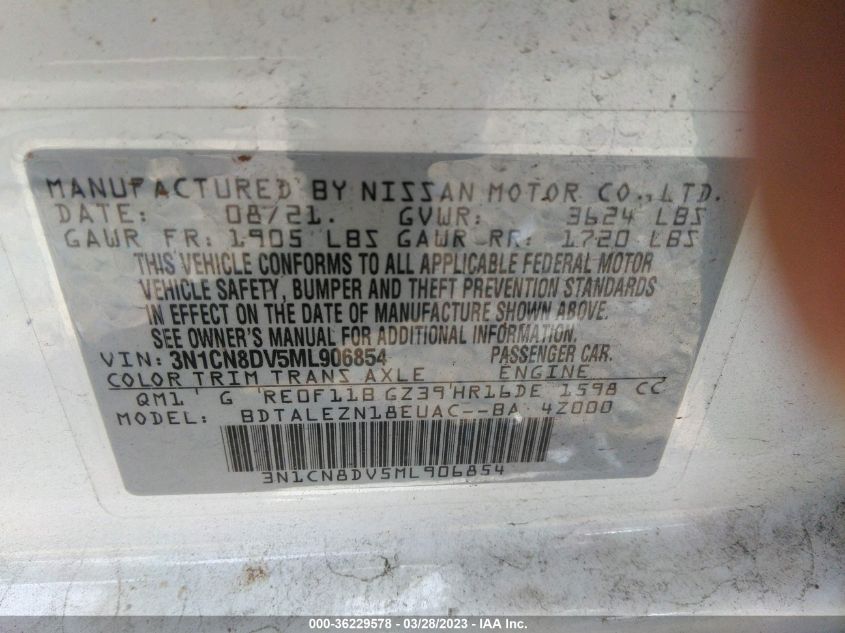 MANUFACTURED BY NISSAN MOTOR CO., LTD.
DATE: 08/21. GVWR: 3624 LBS
GAWR FR: 1905 LBS GAWR RR: 1720 LBS
THIS VEHICLE CONFORMS TO ALL APPLICABLE FEDERAL MOTOR
VEHICLE SAFETY, BUMPER AND THEFT PREVENTION STANDARDS
IN EFFECT ON THE DATE OF MANUFACTURE SHOWN ABOVE.
SEE OWNER'S MANUAL FOR ADDITIONAL INFORMATION.
VIN: 3N1CN8DV5ML906854 PASSENGER CAR.
COLOR TRIM TRANS AXLE ENGINE
QM1 G RE0F11B GZ39 HR16DE 1598 CC
MODEL: BDTALEZN18EUAC--BA 4Z000
3N1CN8DV5ML906854
000-36229578 - 03/28/2023 - IAA Inc.